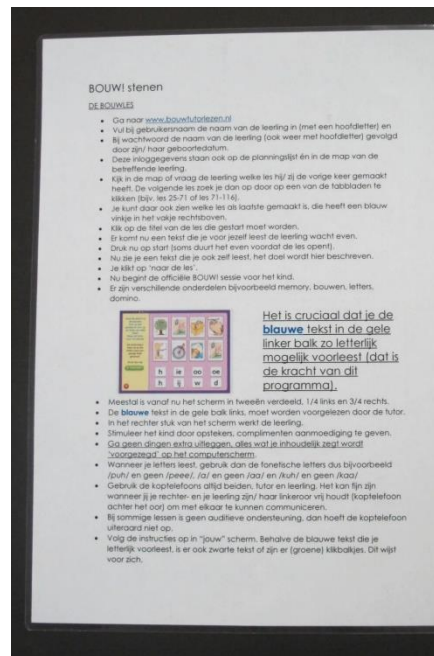 BOUW! stenen
DE BOUWLES
• Ga naar www.bouwtutorlezen.nl
• Vul bij gebruikersnaam de naam van de leerling in (met een hoofdletter) en
• Bij wachtwoord de naam van de leerling (ook weer met hoofdletter) gevolgd
door zijn/ haar geboortedatum.
• Deze inloggegevens staan ook op de planningslijst én in de map van de
betreffende leerling.
• Kijk in de map of vraag de leerling welke les hij/ zij de vorige keer gemaakt
heeft. De volgende les zoek je dan op door op een van de tabbladen te
klikken (bijv. les 25-71 of les 71-116).
• Je kunt daar ook zien welke les als laatste gemaakt is, die heeft een blauw
vinkje in het vakje rechtsboven.
• Klik op de titel van de les die gestart moet worden.
• Er komt nu een tekst die je voor jezelf leest de leerling wacht even.
• Druk nu op start (soms duurt het even voordat de les opent).
• Nu zie je een tekst die je ook zelf leest, het doel wordt hier beschreven.
• Je klikt op 'naar de les'.
• Nu begint de officiële BOUW! sessie voor het kind.
• Er zijn verschillende onderdelen bijvoorbeeld memory, bouwen, letters,
domino.
h ie oo oe
h ij w d
Het is cruciaal dat je de
blauwe tekst in de gele
linker balk zo letterlijk
mogelijk voorleest (dat is
de kracht van dit
programma).
• Meestal is vanaf nu het scherm in tweeën verdeeld, 1/4 links en 3/4 rechts.
• De blauwe tekst in de gele balk links, moet worden voorgelezen door de tutor.
• In het rechter stuk van het scherm werkt de leerling.
• Stimuleer het kind door opstekers, complimenten aanmoediging te geven.
• Ga geen dingen extra uitleggen, alles wat je inhoudelijk zegt wordt
'voorgezegd' op het computerscherm.
• Wanneer je letters leest, gebruik dan de fonetische letters dus bijvoorbeeld
/puh/ en geen /peee/, /a/ en geen /aa/ en /kuh/ en geen /kaa/
• Gebruik de koptelefoons altijd beiden, tutor en leerling. Het kan fijn zijn
wanneer jij je rechter- en je leerling zijn/ haar linkeroor vrij houdt (koptelefoon
achter het oor) om met elkaar te kunnen communiceren.
• Bij sommige lessen is geen auditieve ondersteuning, dan hoeft de koptelefoon
uiteraard niet op.
• Volg de instructies op in "jouw" scherm. Behalve de blauwe tekst die je
letterlijk voorleest, is er ook zwarte tekst of zijn er (groene) klikbalkjes. Dit wijst
voor zich.